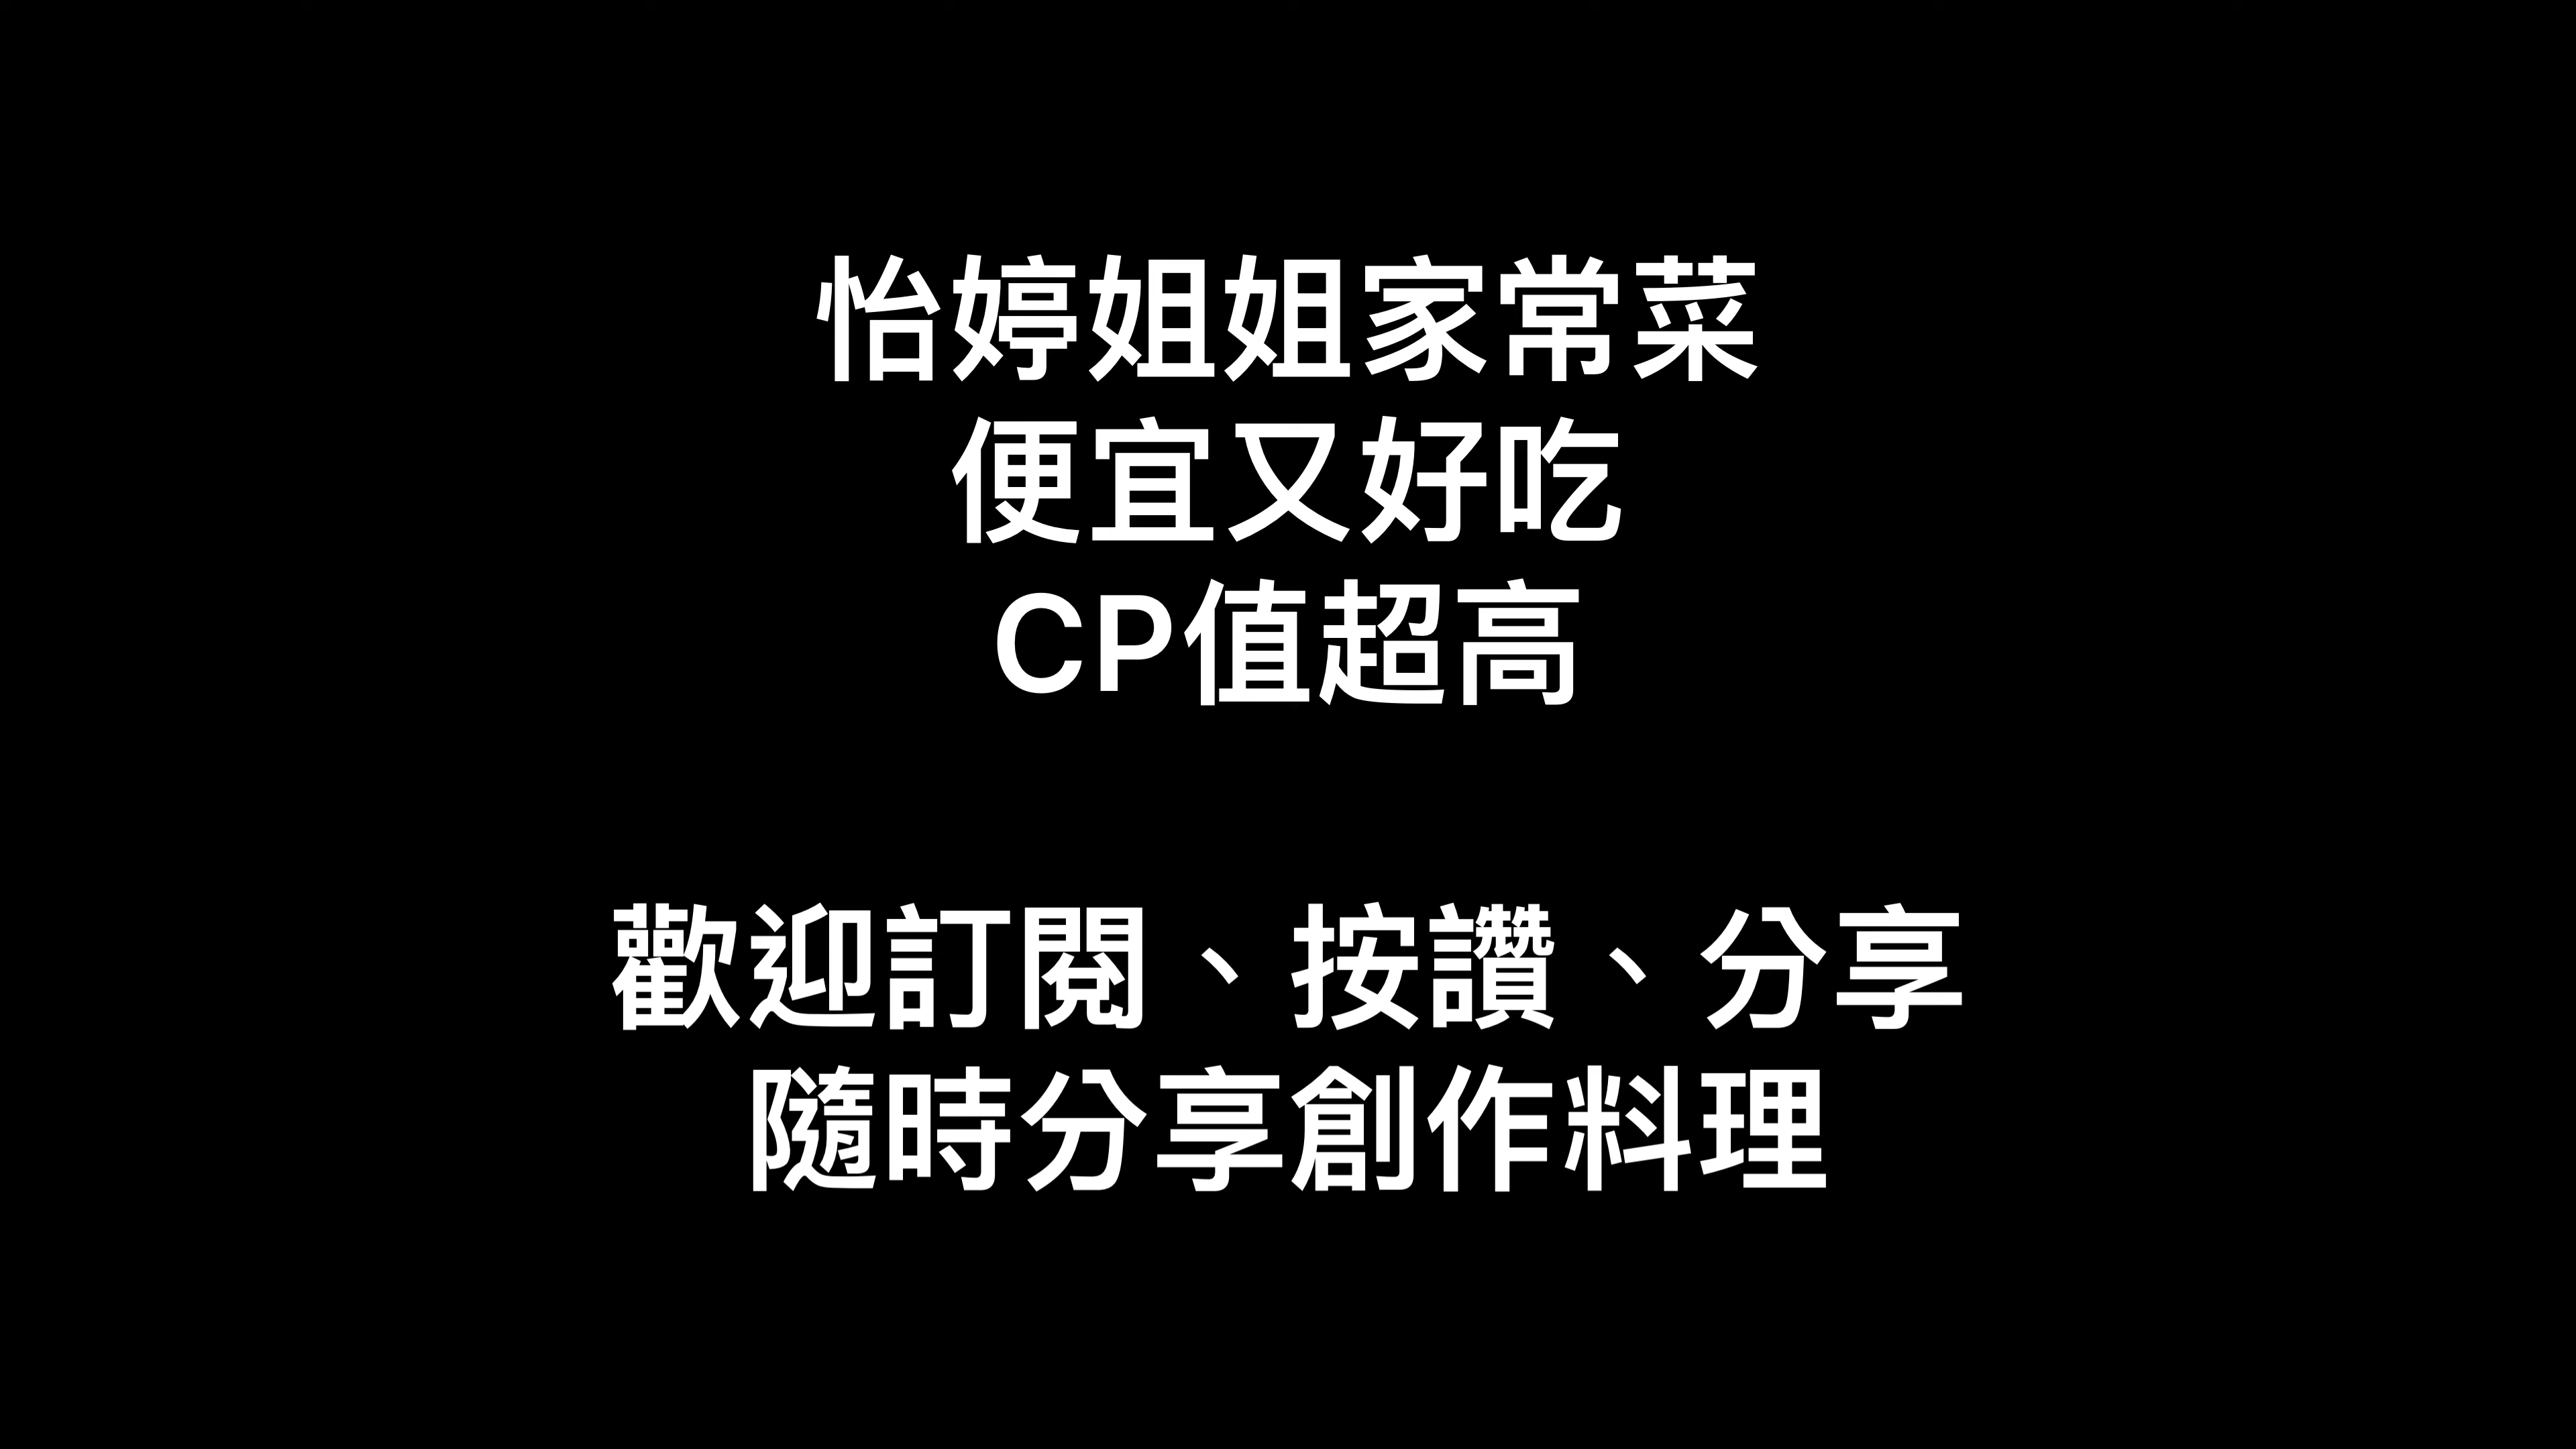 怡婷姐姐家常菜
便宜又好吃
CP值超高
歡迎訂閱、按讚、分享
隨時分享創作料理